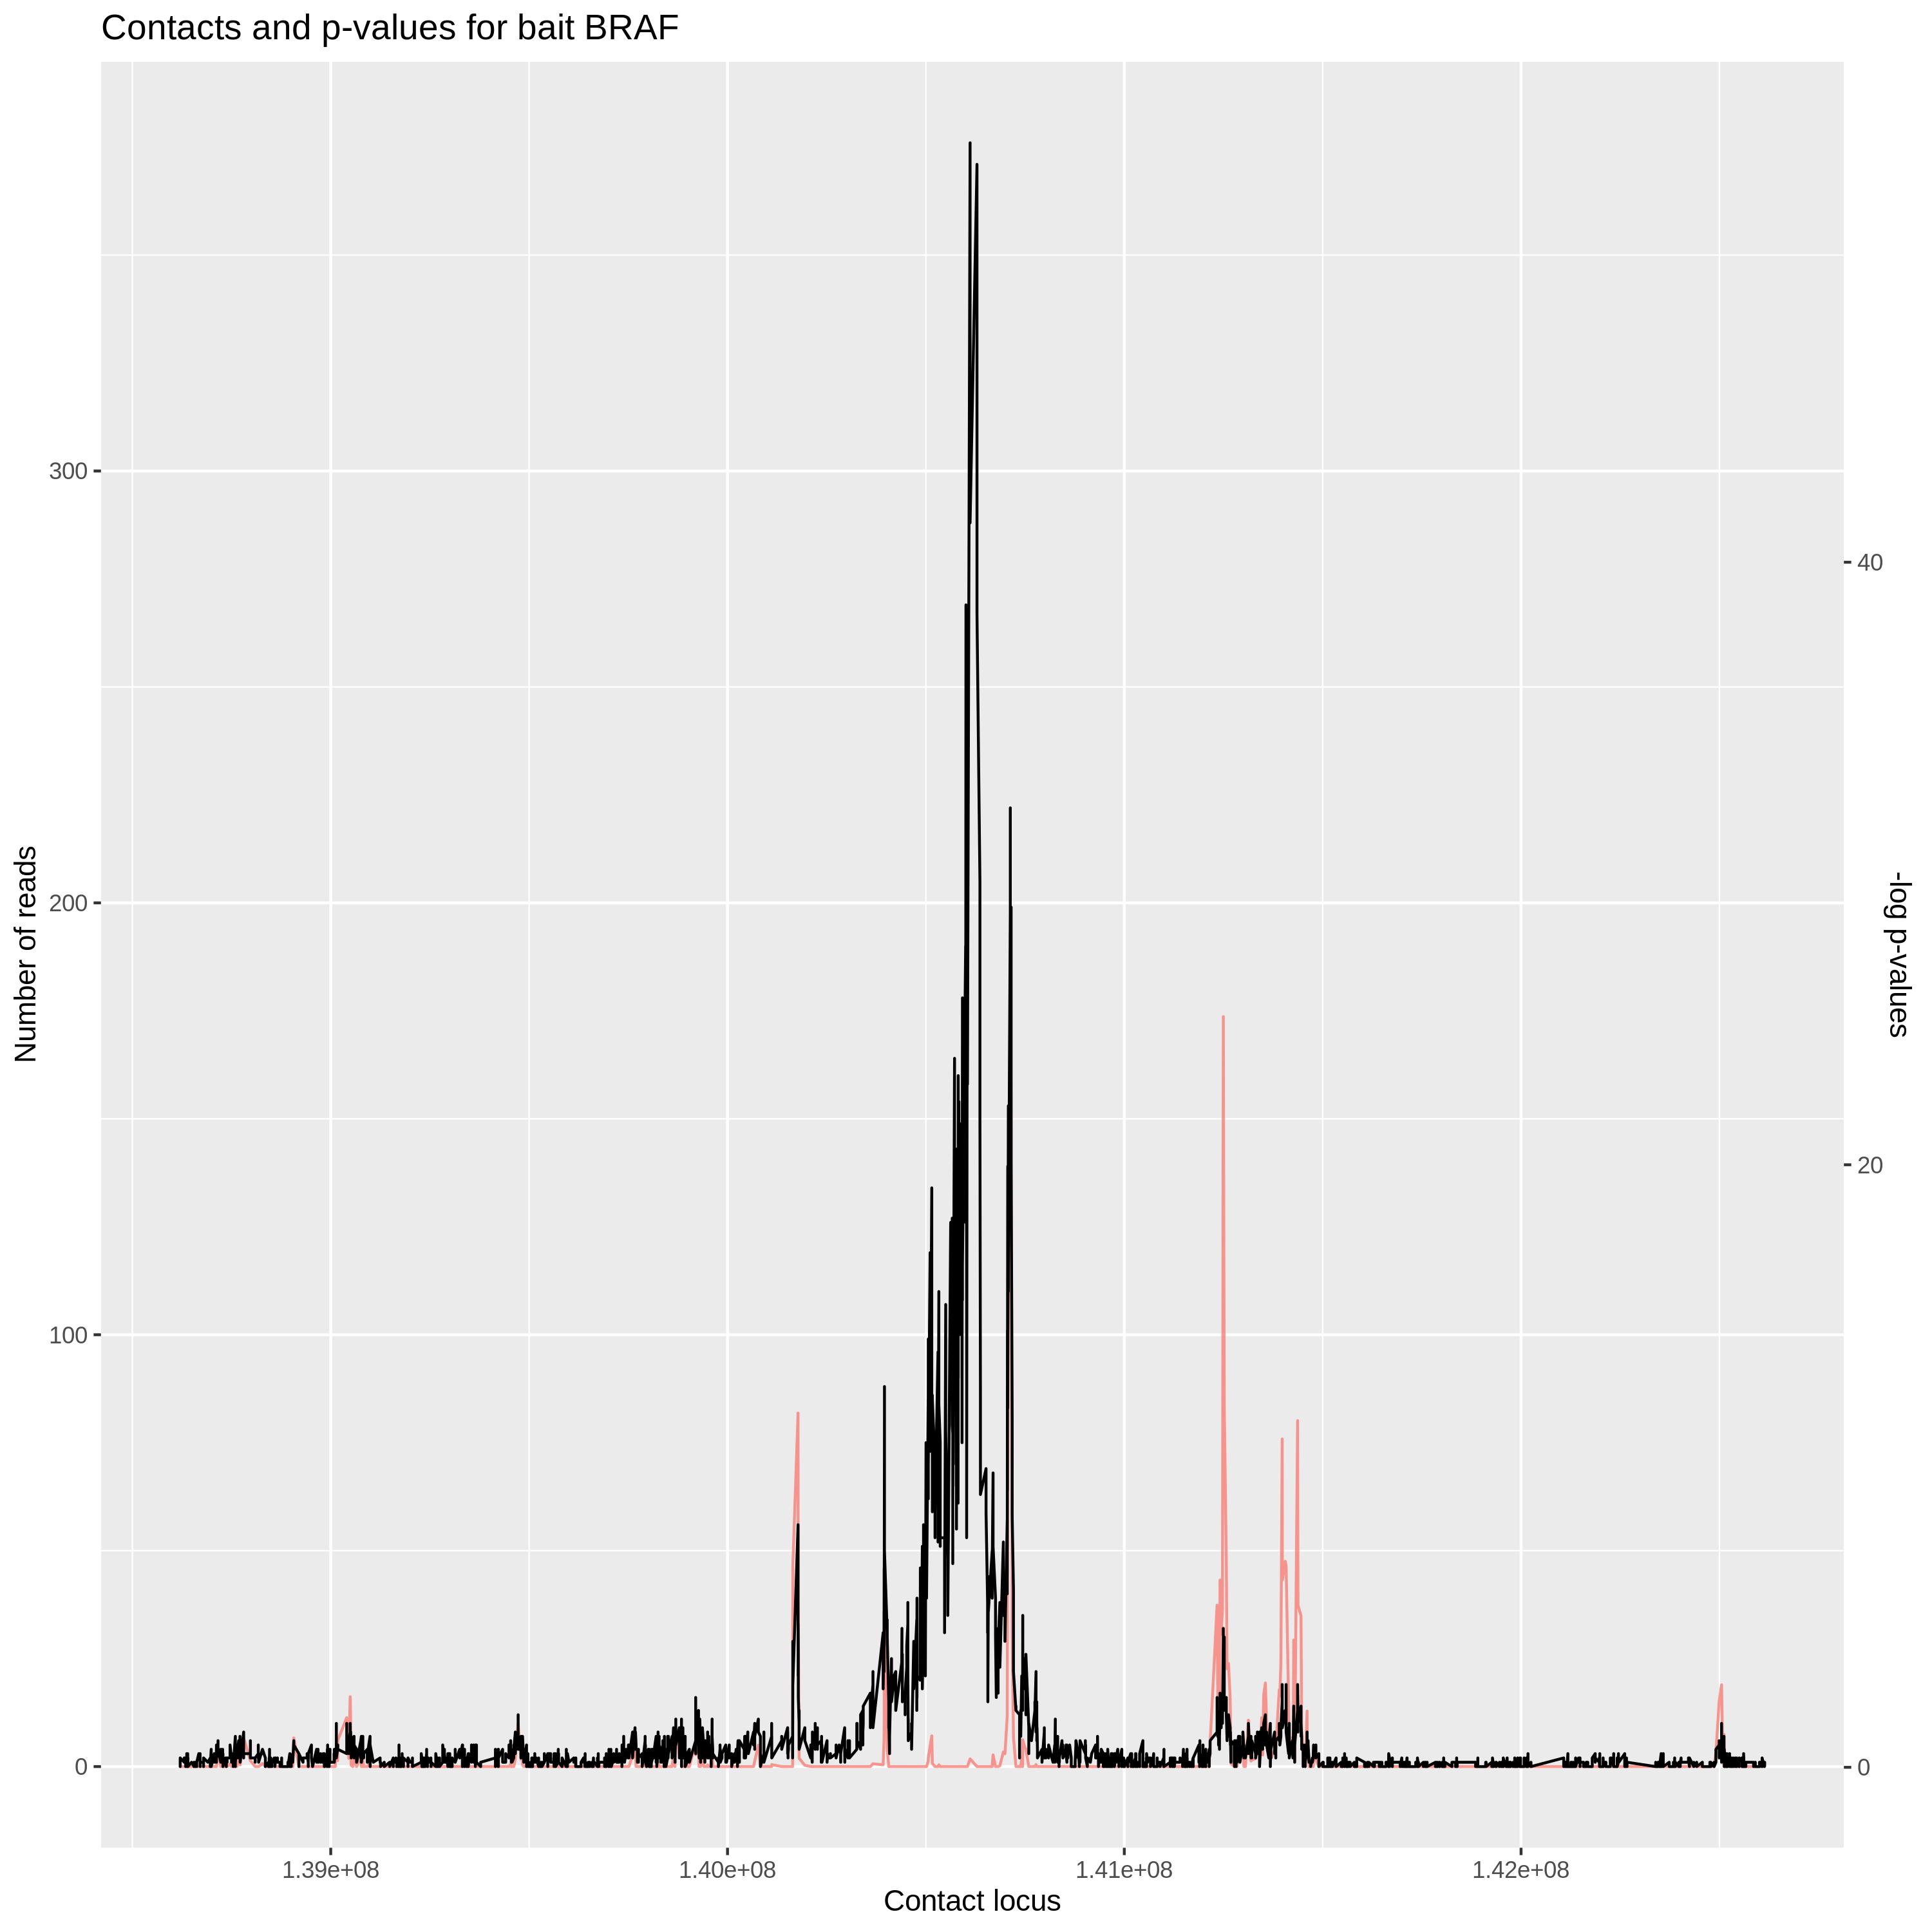 Contacts and p-values for bait BRAF
Number of reads
300
200
100
0
40
20
0
-log p-values
1.39e+08
1.40e+08
1.41e+08
1.42e+08
Contact locus